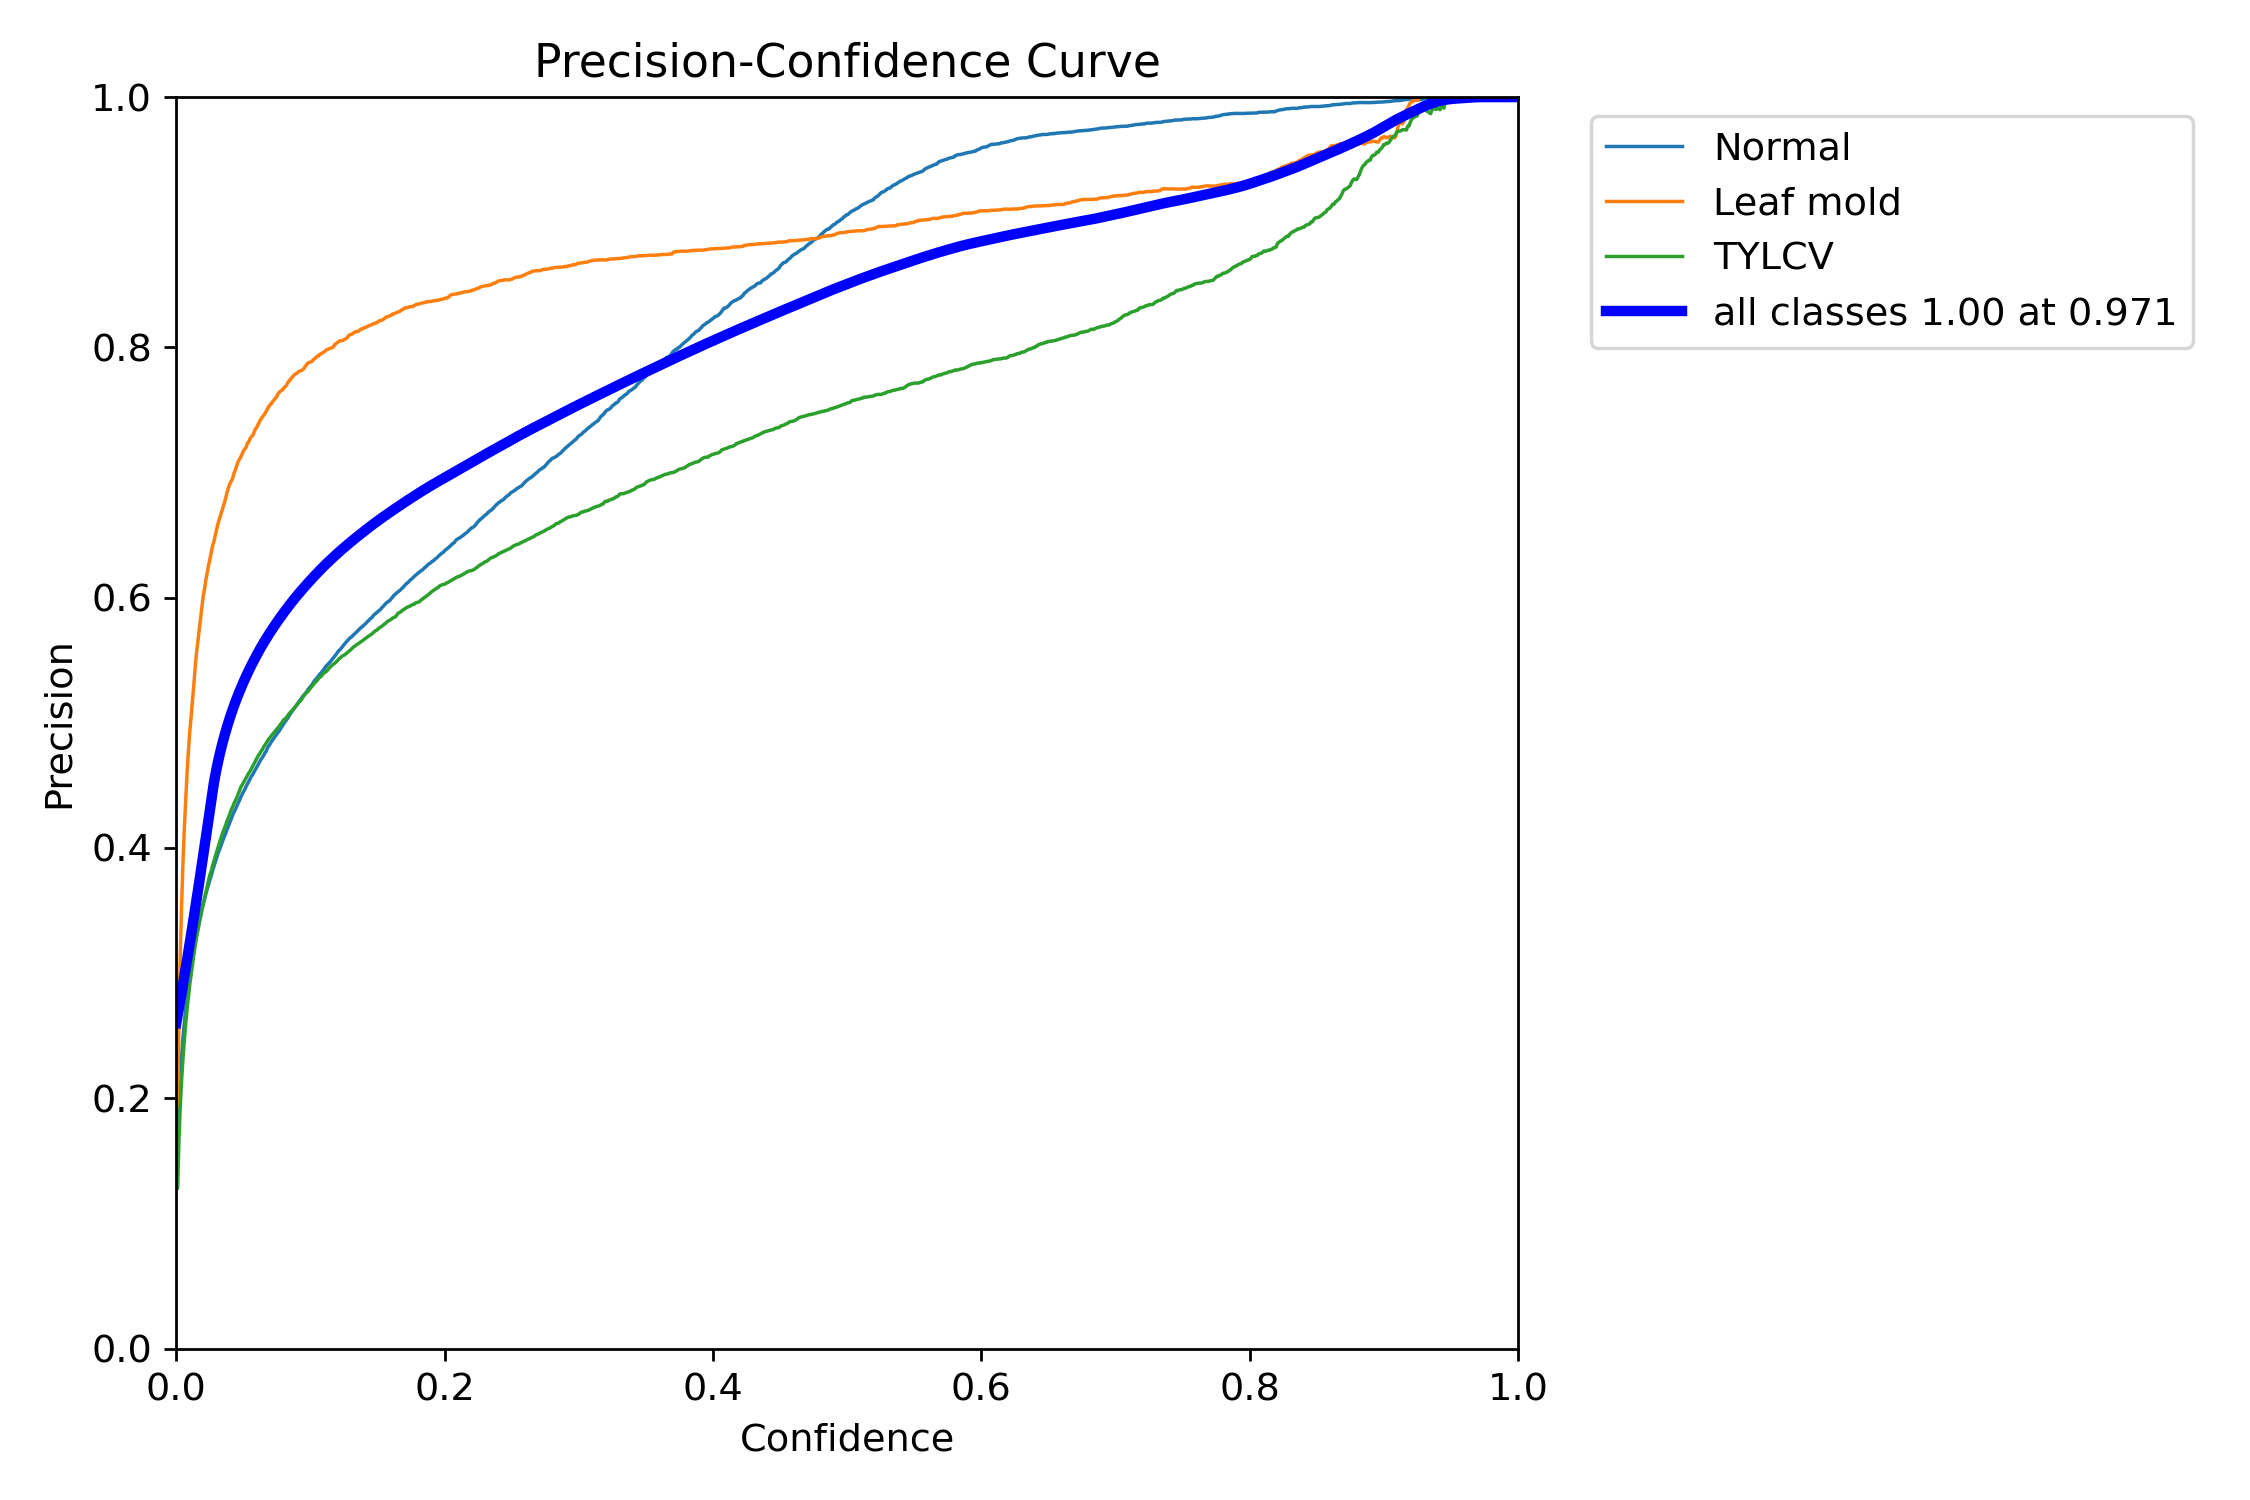 Precision-Confidence Curve
1.0
0.8
0.6
0.4
0.2
0.0
Precision
0.0 0.2 0.4 0.6 0.8 1.0
Confidence
Normal
Leaf mold
TYLCV
all classes 1.00 at 0.971